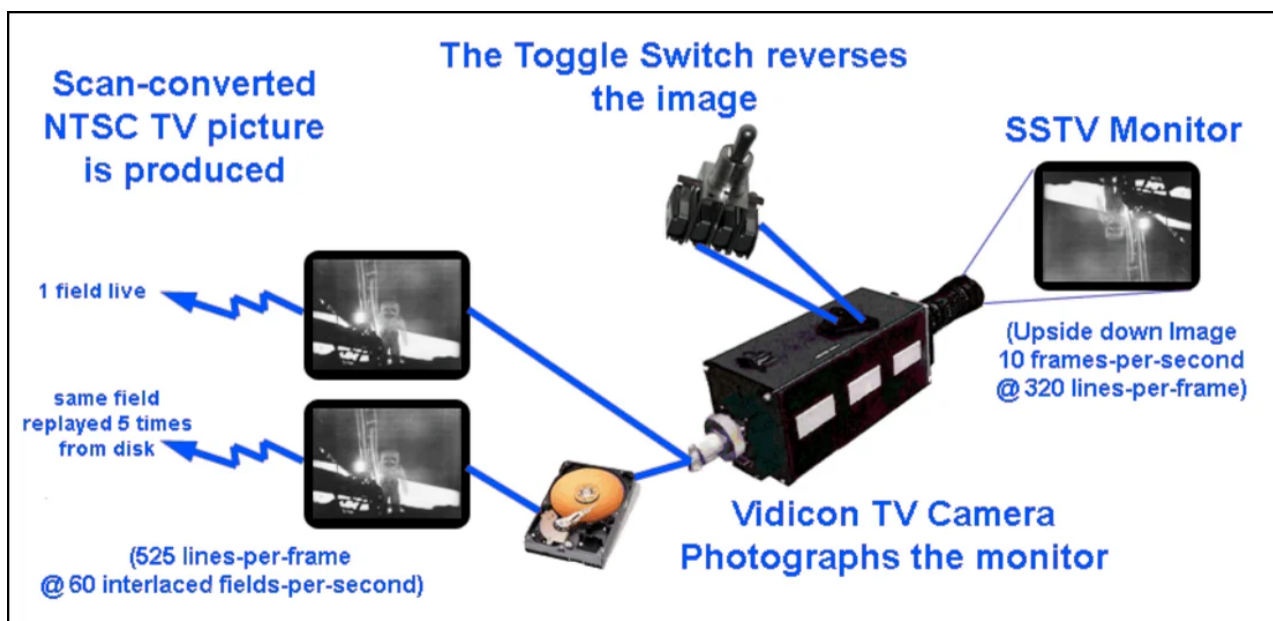 Scan-converted
NTSC TV picture
is produced
The Toggle Switch reverses
the image
SSTV Monitor
1 field live
same field
replayed 5 times
from disk
(Upside down Image
10 frames-per-second
@ 320 lines-per-frame)
(525 lines-per-frame
@ 60 interlaced fields-per-second)
Vidicon TV Camera
Photographs the monitor